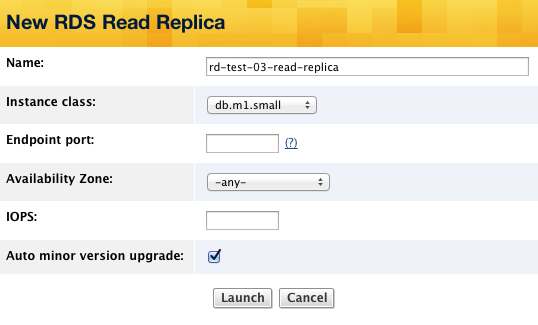 New RDS Read Replica
Name: rd-test-03-read-replica
Instance class: db.m1.small
Endpoint port: (?)
Availability Zone: -any-
IOPS:
Auto minor version upgrade:
Launch Cancel